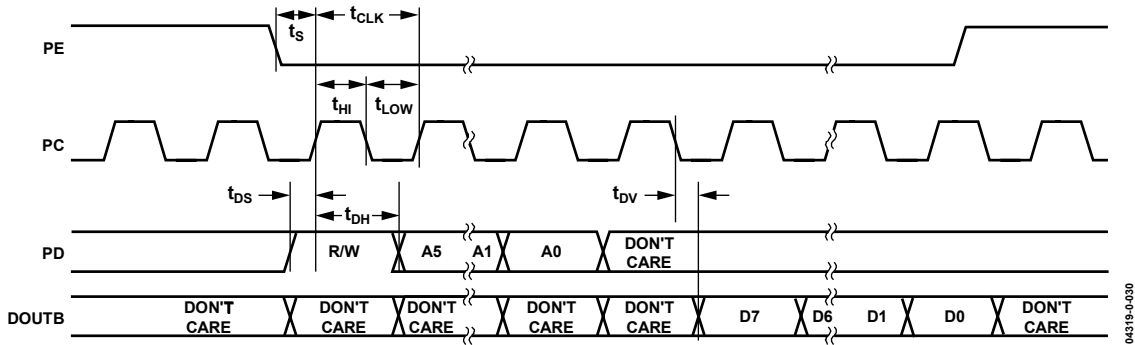 tS
tCLK
PE
tHI
tLOW
PC
tDS
tDH
tDV
PD
R/W
A5
A1
A0
DON'T
CARE
DOUTB
DON'T
CARE
DON'T
CARE
DON'T
CARE
DON'T
CARE
DON'T
CARE
D7
D6
D1
D0
DON'T
CARE
04319-0-030